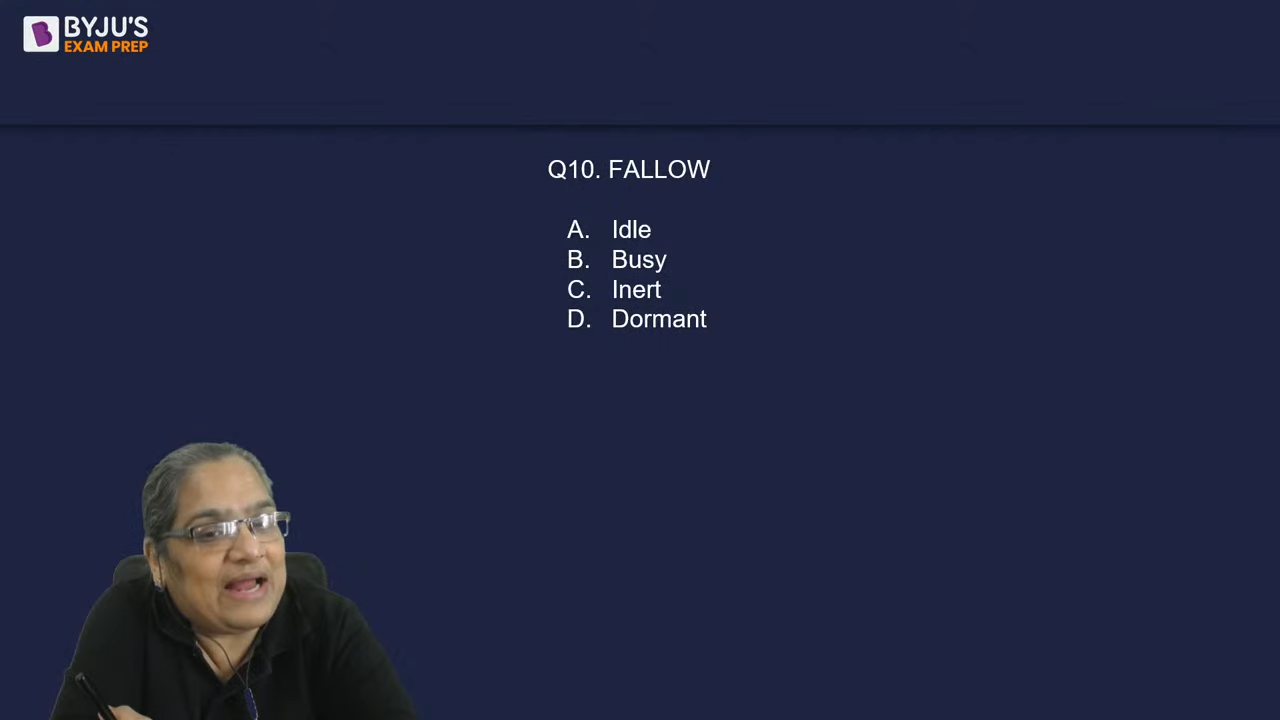 BYJU'S
EXAM PREP
Q10. FALLOW
A. Idle
B. Busy
C. Inert
D. Dormant